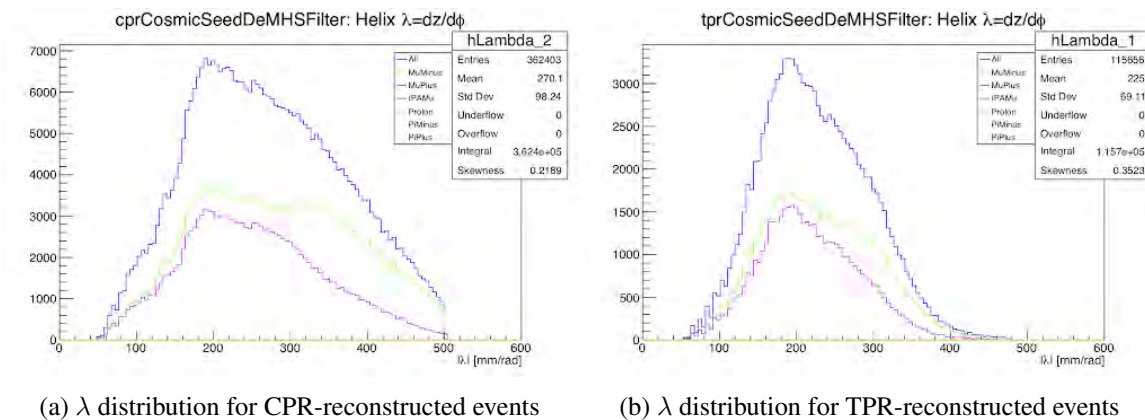 cprCosmicSeedDeMHSFilter: Helix λ=dz/dϕ
hLambda_2
Entries 362403
Mean 270.1
Std Dev 98.24
Underflow 0
Overflow 0
Integral 3.624e+05
Skewness 0.2189
All
MuMinus
MuPlus
IPAMu
Proton
PiMinus
PiPlus
7000
6000
5000
4000
3000
2000
1000
0
0 100 200 300 400 500 600
|λ| [mm/rad]
(a) λ distribution for CPR-reconstructed events
tprCosmicSeedDeMHSFilter: Helix λ=dz/dϕ
hLambda_1
Entries 115656
Mean 225
Std Dev 69.11
Underflow 0
Overflow 0
Integral 1.157e+05
Skewness 0.3523
All
MuMinus
MuPlus
IPAMu
Proton
PiMinus
PiPlus
3000
2500
2000
1500
1000
500
0
0 100 200 300 400 500 600
|λ| [mm/rad]
(b) λ distribution for TPR-reconstructed events